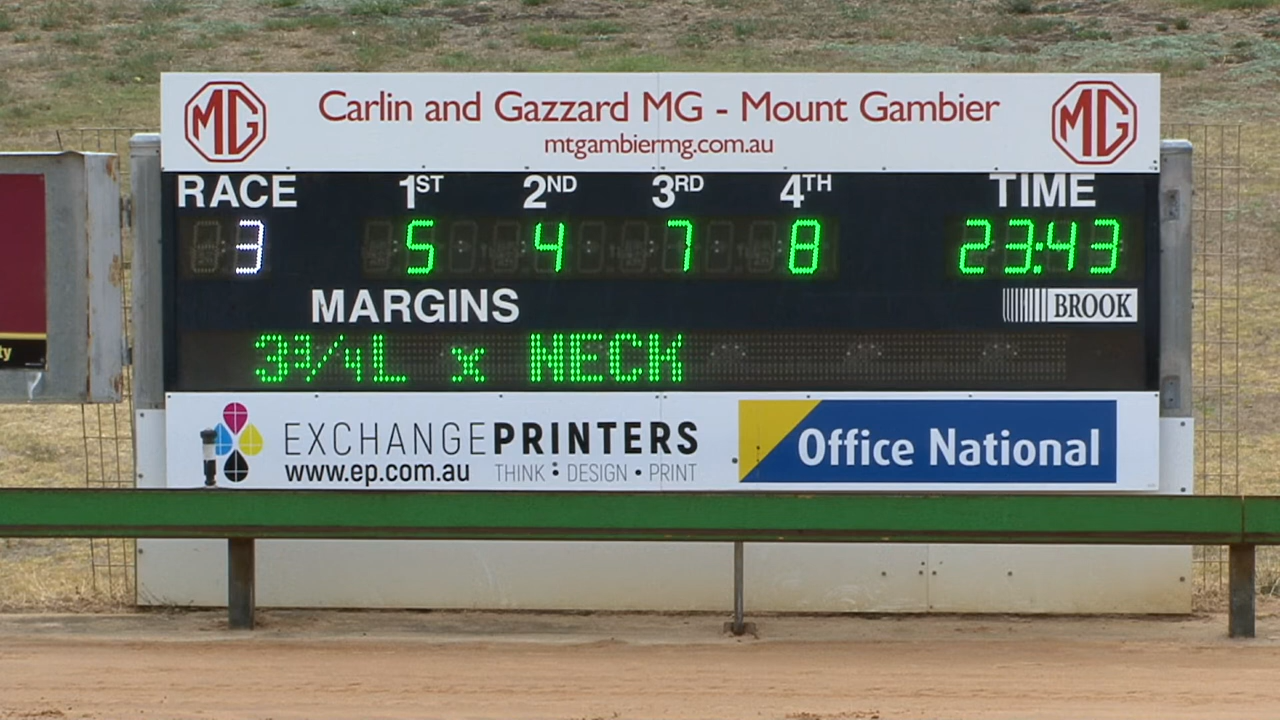 MG Carlin and Gazzard MG - Mount Gambier MG
mtgambiermg.com.au
RACE 1ST 2ND 3RD 4TH TIME
3 5 4 7 8 23:43
MARGINS BROOK
3¾L x NECK
ty
EXCHANGEPRINTERS
www.ep.com.au THINK • DESIGN • PRINT
Office National